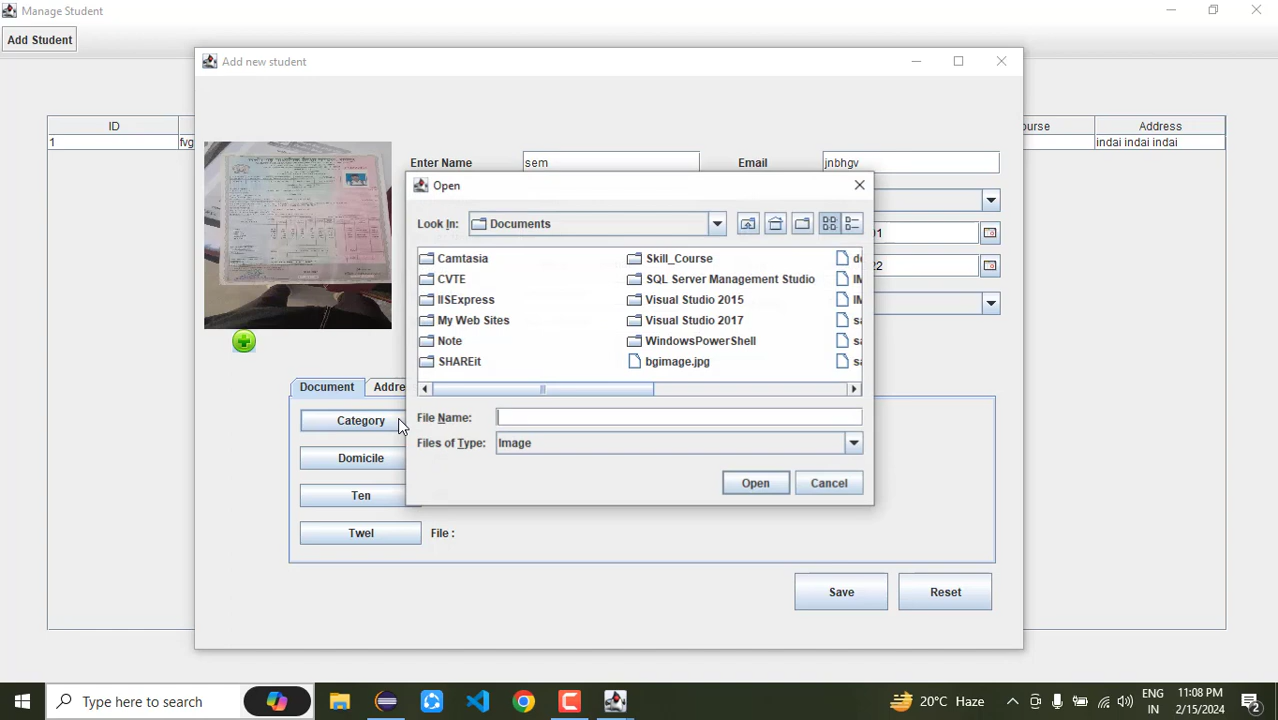 Manage Student
Add Student
Add new student
ID
Address
1
indai indai indai
Enter Name
sem
Email
jnbhgv
Open
Look In:
Documents
Camtasia
Skill_Course
CVTE
SQL Server Management Studio
IISExpress
Visual Studio 2015
My Web Sites
Visual Studio 2017
Note
WindowsPowerShell
SHAREit
bgimage.jpg
Document
File Name:
Category
Files of Type:
Image
Domicile
Open
Cancel
Ten
Twel
File :
Save
Reset
Type here to search
20°C Haze
ENG
IN
11:08 PM
2/15/2024
2